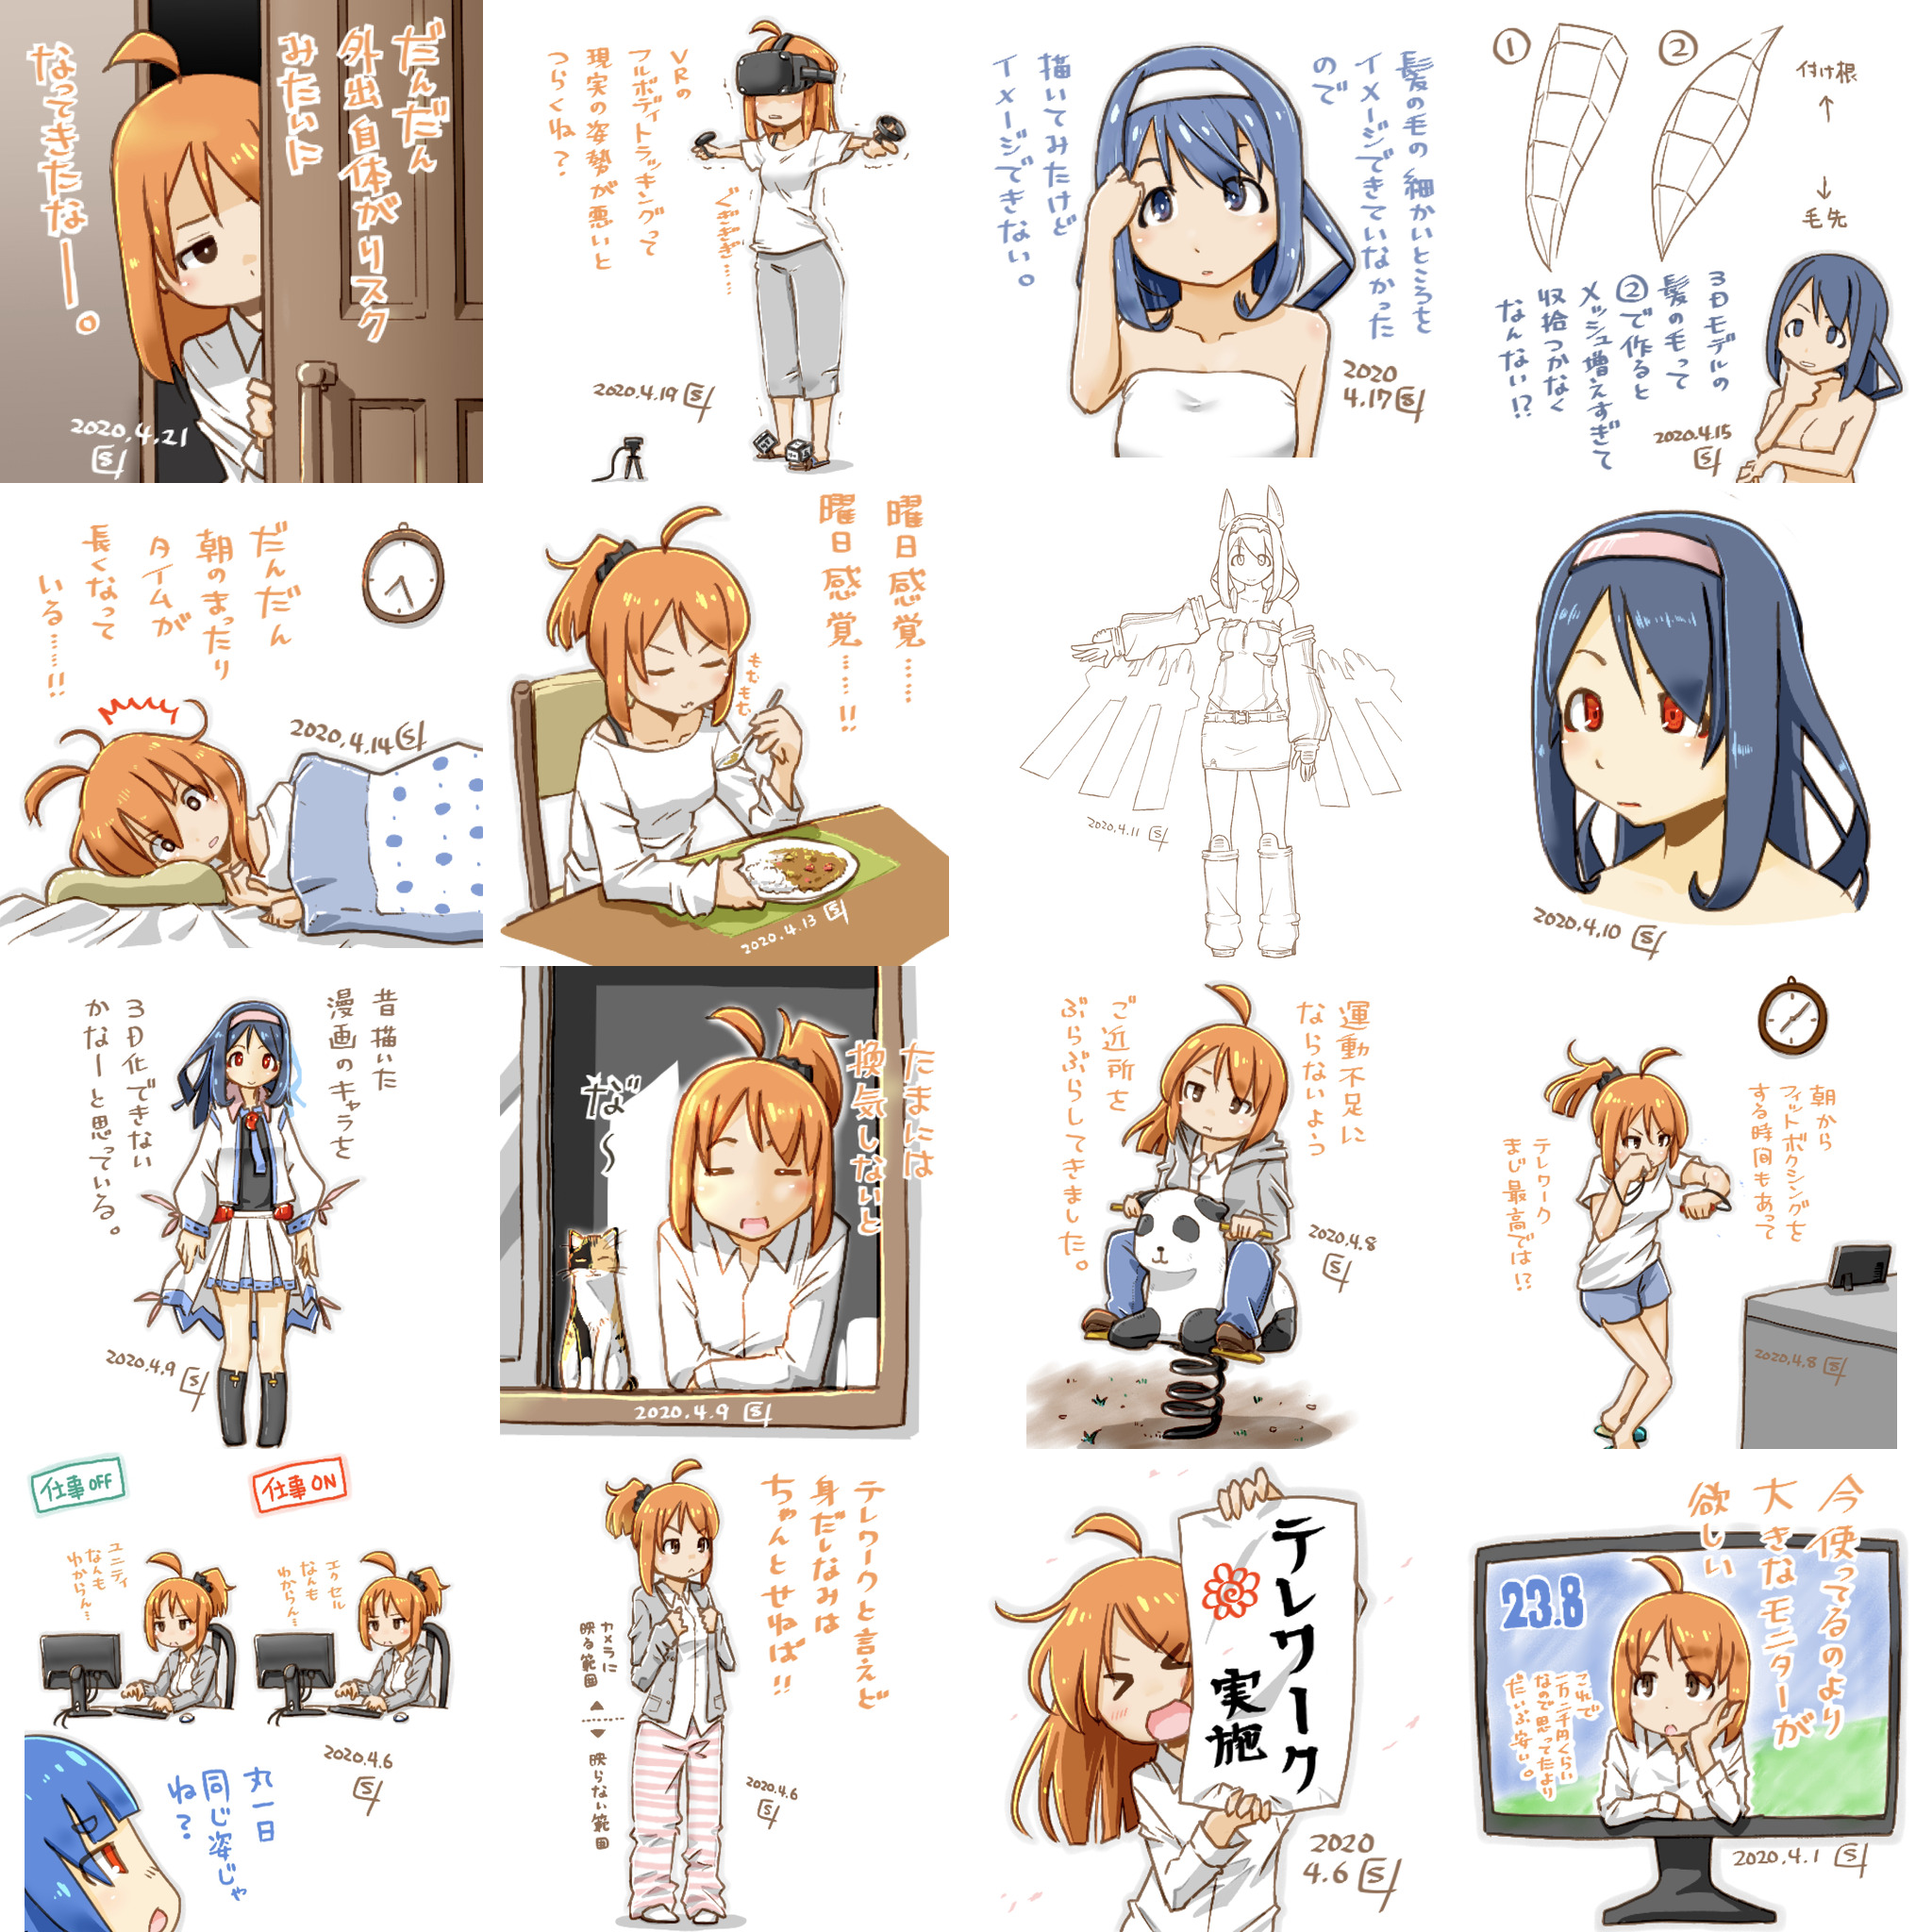 だんだん
外出自体がリスク
みたいに
なってきたなー。
2020.4.21
VRの
フルボディトラッキングって
現実の姿勢が悪いと
つらくね？
ぐぎぎぎ……
2020.4.19
髪の毛の細かいところを
イメージできていなかった
ので
描いてみたけど
イメージできない。
2020
4.17
①
②
付け根
↑
↓
毛先
3Dモデルの
髪の毛って
②で作ると
メッシュ増えすぎて
収拾つかなく
なんない!?
2020.4.15
だんだん
朝のまったり
タイムが
長くなって
いる……!!
2020.4.14
曜日感覚……
曜日感覚……!!
もむもむ
2020.4.13
2020.4.11
2020.4.10
昔描いた
漫画のキャラを
3D化できない
かなーと思っている。
2020.4.9
たまには
換気しないと
な〜
2020.4.9
運動不足に
ならないよう
ご近所を
ぶらぶらしてきました。
2020.4.8
朝から
フィットボクシングを
する時間もあって
テレワーク
まじ最高では!?
2020.4.8
仕事OFF
仕事ON
ユニティ
なんも
わからん…
エクセル
なんも
わからん…
2020.4.6
丸一日
同じ姿じゃ
ね？
テレワークと言えど
身だしなみは
ちゃんとせねば!!
カメラに
映る範囲
▲
▼
映らない範囲
2020.4.6
テレワーク
実施
2020
4.6
今使ってるのより
大きなモニターが
欲しい
23.8
これで
二万二千円くらい
なので思ってたより
だいぶ安い。
2020.4.1